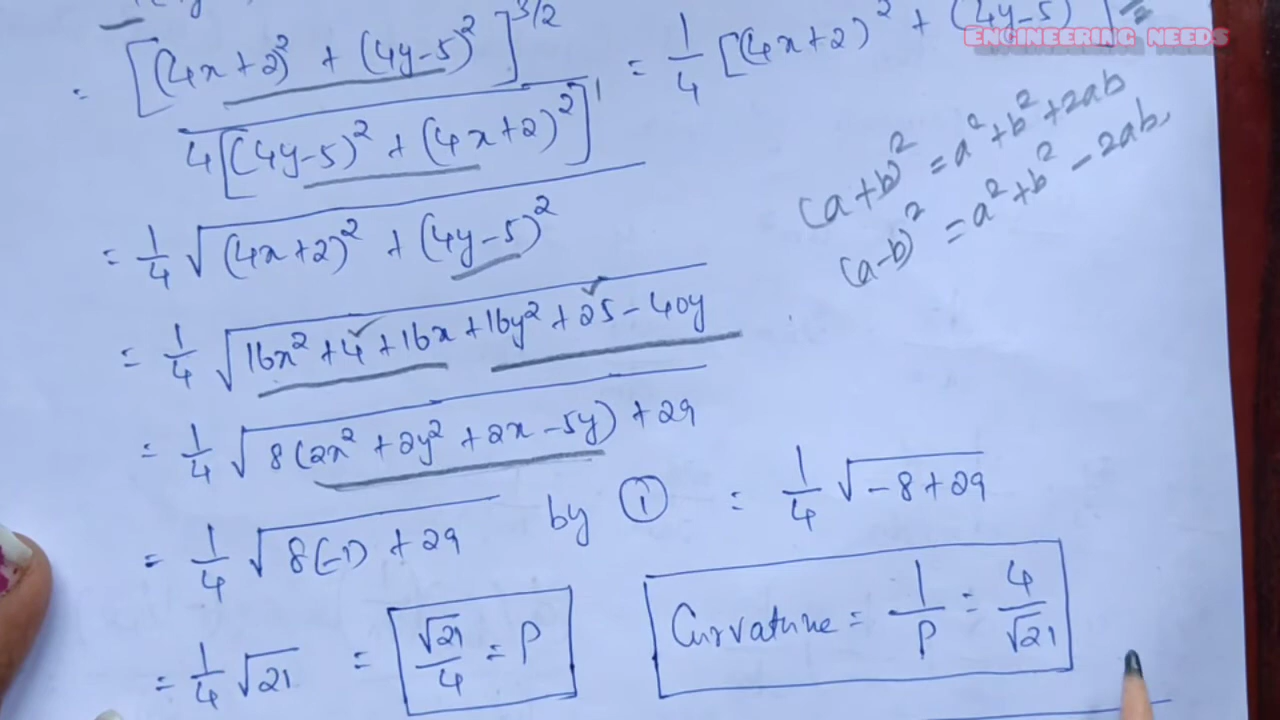 ENGINEERING NEEDS
= [(4x+2)² + (4y-5)²]^3/2 / 4[(4y-5)² + (4x+2)²]^1 = 1/4 [(4x+2)² + (4y-5)
(a+b)² = a²+b²+2ab
(a-b)² = a²+b²-2ab,
= 1/4 √(4x+2)² + (4y-5)²
= 1/4 √16x²+4+16x+16y²+25-40y
= 1/4 √8(2x²+2y²+2x-5y)+29
= 1/4 √8(-1)+29 by ① = 1/4 √-8+29
= 1/4 √21 = √21/4 = ρ
Curvature = 1/ρ = 4/√21